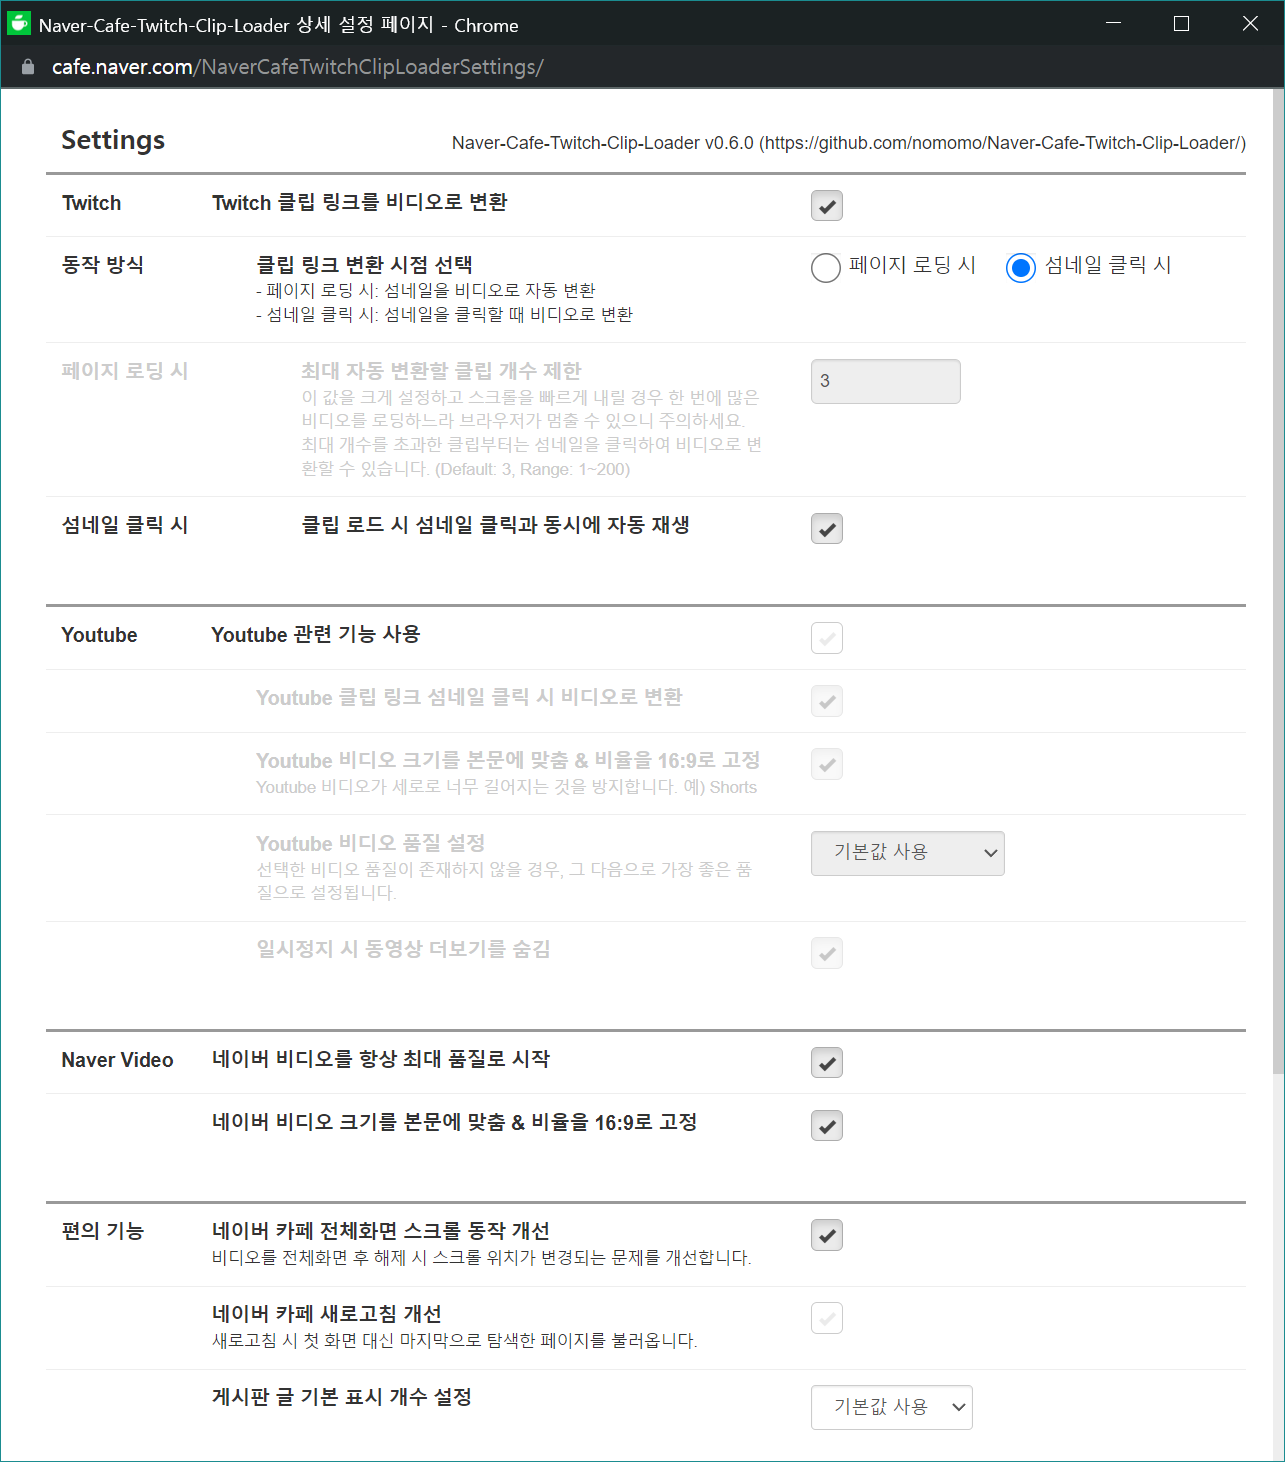 Naver-Cafe-Twitch-Clip-Loader 상세 설정 페이지 - Chrome
cafe.naver.com/NaverCafeTwitchClipLoaderSettings/
Settings
Naver-Cafe-Twitch-Clip-Loader v0.6.0 (https://github.com/nomomo/Naver-Cafe-Twitch-Clip-Loader/)
Twitch
Twitch 클립 링크를 비디오로 변환
동작 방식
클립 링크 변환 시점 선택
- 페이지 로딩 시: 섬네일을 비디오로 자동 변환
- 섬네일 클릭 시: 섬네일을 클릭할 때 비디오로 변환
페이지 로딩 시
섬네일 클릭 시
페이지 로딩 시
최대 자동 변환할 클립 개수 제한
이 값을 크게 설정하고 스크롤을 빠르게 내릴 경우 한 번에 많은
비디오를 로딩하느라 브라우저가 멈출 수 있으니 주의하세요.
최대 개수를 초과한 클립부터는 섬네일을 클릭하여 비디오로 변
환할 수 있습니다. (Default: 3, Range: 1~200)
3
섬네일 클릭 시
클립 로드 시 섬네일 클릭과 동시에 자동 재생
Youtube
Youtube 관련 기능 사용
Youtube 클립 링크 섬네일 클릭 시 비디오로 변환
Youtube 비디오 크기를 본문에 맞춤 & 비율을 16:9로 고정
Youtube 비디오가 세로로 너무 길어지는 것을 방지합니다. 예) Shorts
Youtube 비디오 품질 설정
선택한 비디오 품질이 존재하지 않을 경우, 그 다음으로 가장 좋은 품
질으로 설정됩니다.
기본값 사용
일시정지 시 동영상 더보기를 숨김
Naver Video
네이버 비디오를 항상 최대 품질로 시작
네이버 비디오 크기를 본문에 맞춤 & 비율을 16:9로 고정
편의 기능
네이버 카페 전체화면 스크롤 동작 개선
비디오를 전체화면 후 해제 시 스크롤 위치가 변경되는 문제를 개선합니다.
네이버 카페 새로고침 개선
새로고침 시 첫 화면 대신 마지막으로 탐색한 페이지를 불러옵니다.
게시판 글 기본 표시 개수 설정
기본값 사용